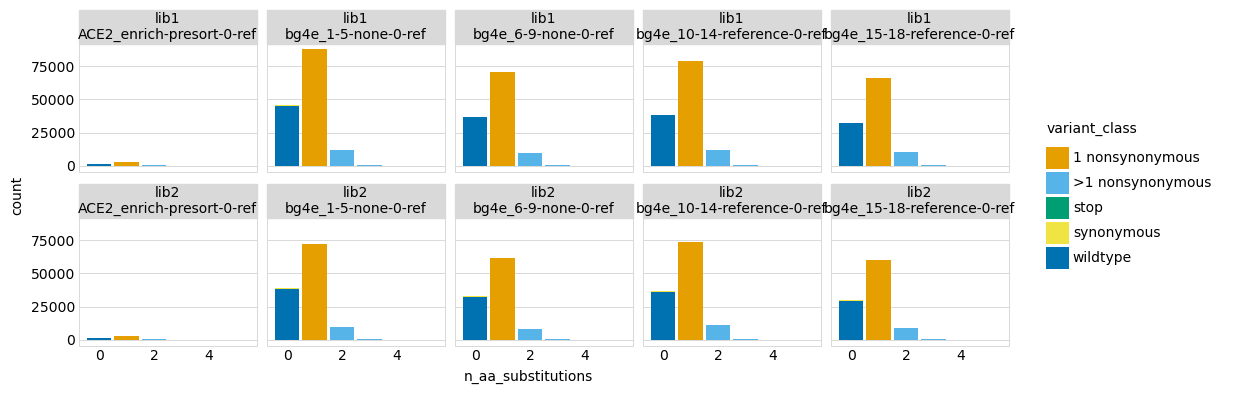 lib1
ACE2_enrich-presort-0-ref
lib1
bg4e_1-5-none-0-ref
lib1
bg4e_6-9-none-0-ref
lib1
bg4e_10-14-reference-0-ref
lib1
bg4e_15-18-reference-0-ref
75000
50000
25000
0
lib2
ACE2_enrich-presort-0-ref
lib2
bg4e_1-5-none-0-ref
lib2
bg4e_6-9-none-0-ref
lib2
bg4e_10-14-reference-0-ref
lib2
bg4e_15-18-reference-0-ref
75000
50000
25000
0
0 2 4
0 2 4
0 2 4
0 2 4
0 2 4
n_aa_substitutions
count
variant_class
1 nonsynonymous
>1 nonsynonymous
stop
synonymous
wildtype